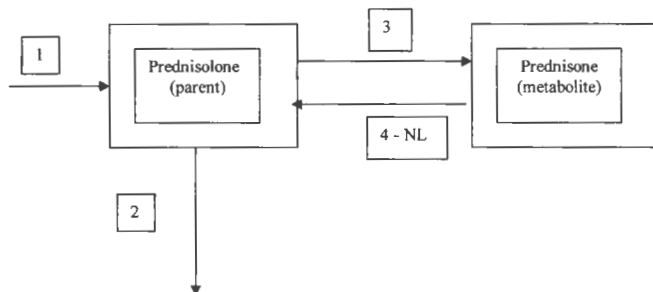 1
3
Prednisolone
(parent)
Prednisone
(metabolite)
4 - NL
2